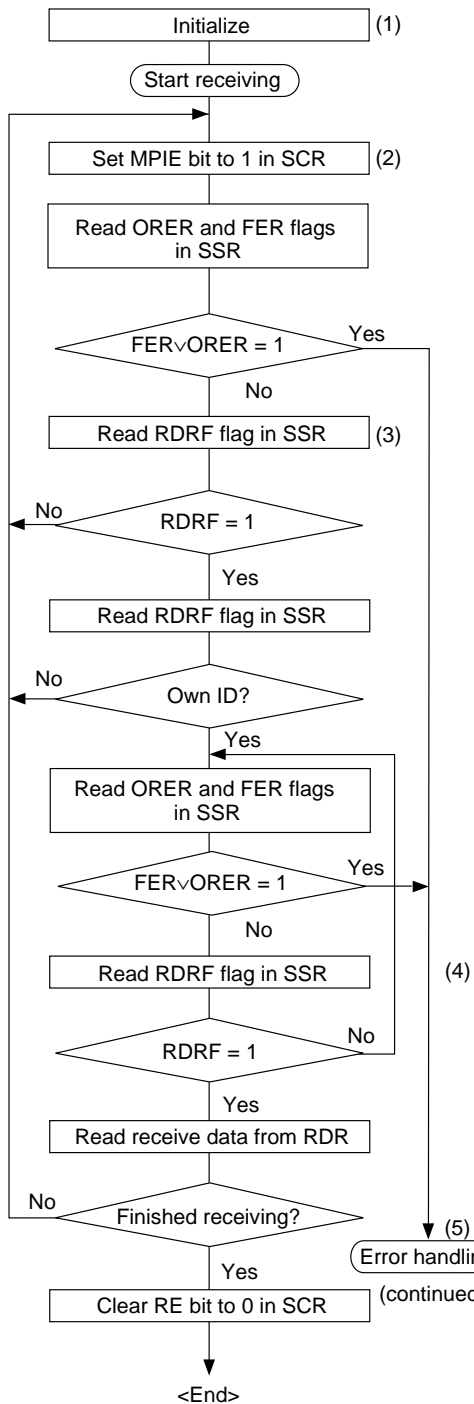 Initialize (1)
Start receiving
Set MPIE bit to 1 in SCR (2)
Read ORER and FER flags
in SSR
FER∨ORER = 1 Yes
No
Read RDRF flag in SSR (3)
No RDRF = 1
Yes
Read RDRF flag in SSR
No Own ID?
Yes
Read ORER and FER flags
in SSR
FER∨ORER = 1 Yes
No
Read RDRF flag in SSR (4)
RDRF = 1 No
Yes
Read receive data from RDR
No Finished receiving?
(5)
Yes Error handlin
Clear RE bit to 0 in SCR (continued
<End>